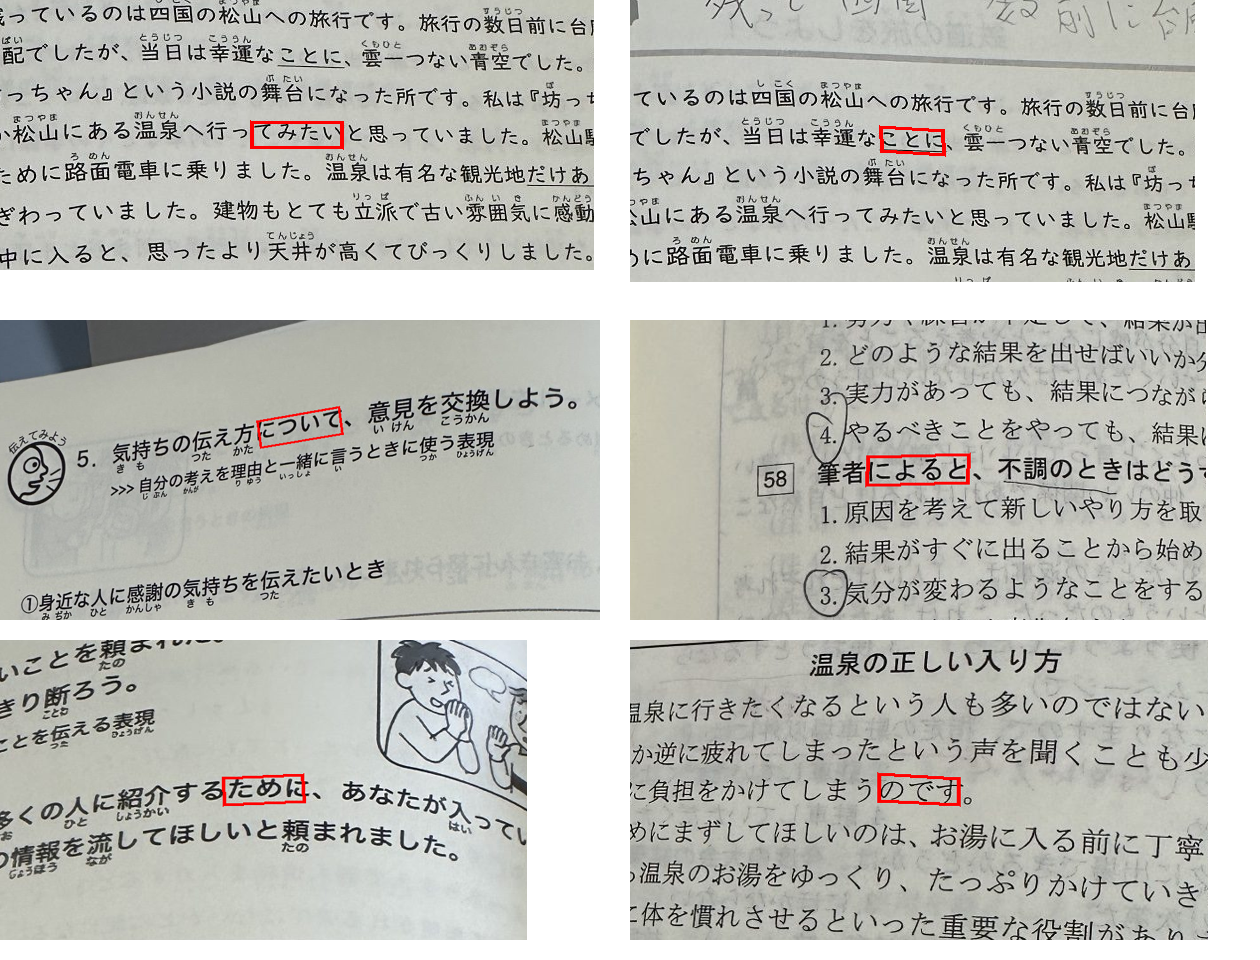 っているのは四国の松山への旅行です。旅行の数日前に台
配でしたが、当日は幸運なことに、雲一つない青空でした。
っちゃん』という小説の舞台になった所です。私は『坊っ
松山にある温泉へ行ってみたいと思っていました。松山
ために路面電車に乗りました。温泉は有名な観光地だけあ
ぎわっていました。建物もとても立派で古い雰囲気に感動
中に入ると、思ったより天井が高くてびっくりしました。
ているのは四国の松山への旅行です。旅行の数日前に台
でしたが、当日は幸運なことに、雲一つない青空でした。
ちゃん』という小説の舞台になった所です。私は『坊っ
山にある温泉へ行ってみたいと思っていました。松山
に路面電車に乗りました。温泉は有名な観光地だけあ
伝えてみよう
5. 気持ちの伝え方について、意見を交換しよう。
>>> 自分の考えを理由と一緒に言うときに使う表現
①身近な人に感謝の気持ちを伝えたいとき
2. どのような結果を出せばいいか
3. 実力があっても、結果につながら
4. やるべきことをやっても、結果
58 筆者によると、不調のときはどう
1. 原因を考えて新しいやり方を取
2. 結果がすぐに出ることから始め
3. 気分が変わるようなことをする
いことを頼まれた
きり断ろう。
ことを伝える表現
多くの人に紹介するために、あなたが入ってい
の情報を流してほしいと頼まれました。
温泉の正しい入り方
温泉に行きたくなるという人も多いのではない
か逆に疲れてしまったという声を聞くことも少
に負担をかけてしまうのです。
めにまずしてほしいのは、お湯に入る前に丁寧
温泉のお湯をゆっくり、たっぷりかけていき
に体を慣れさせるといった重要な役割があり